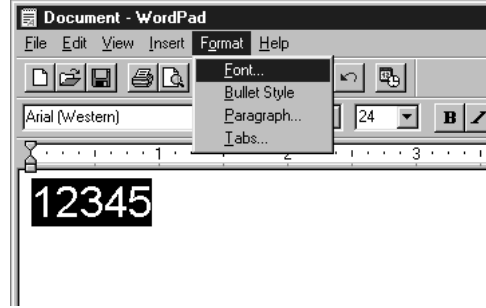 Document - WordPad
File Edit View Insert Format Help
Font...
Bullet Style
Paragraph...
Tabs...
Arial (Western) 24 B I
1 2 3
12345